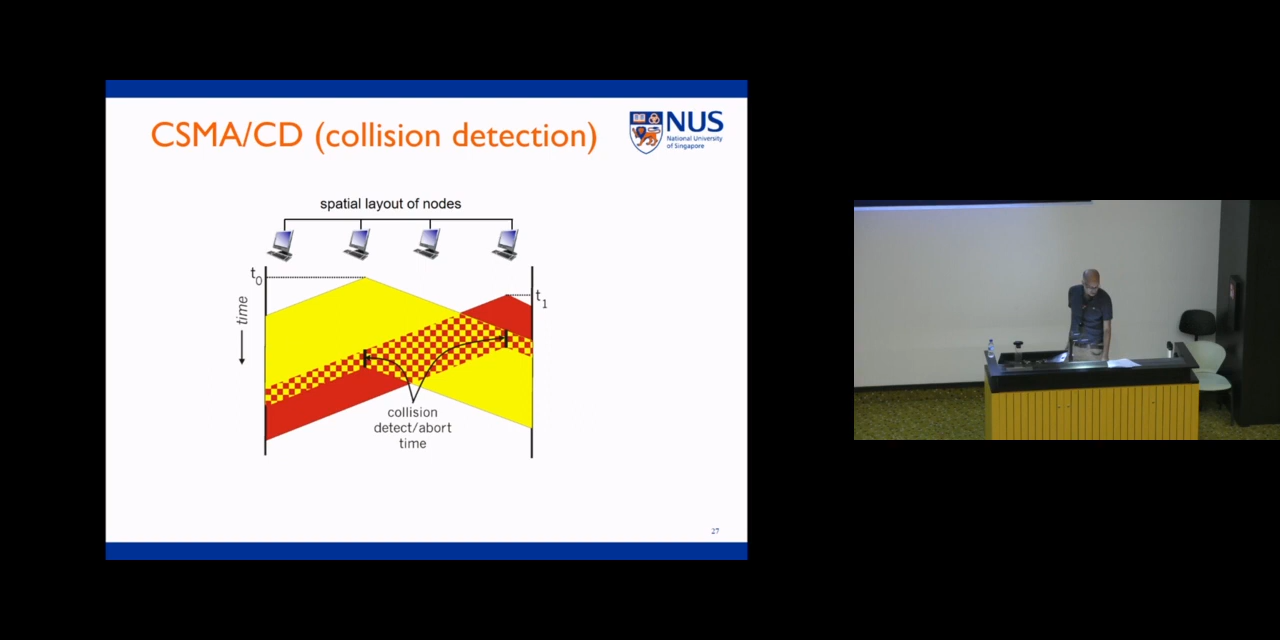 CSMA/CD (collision detection)
NUS
National University
of Singapore
spatial layout of nodes
t0
t1
time
collision
detect/abort
time
27